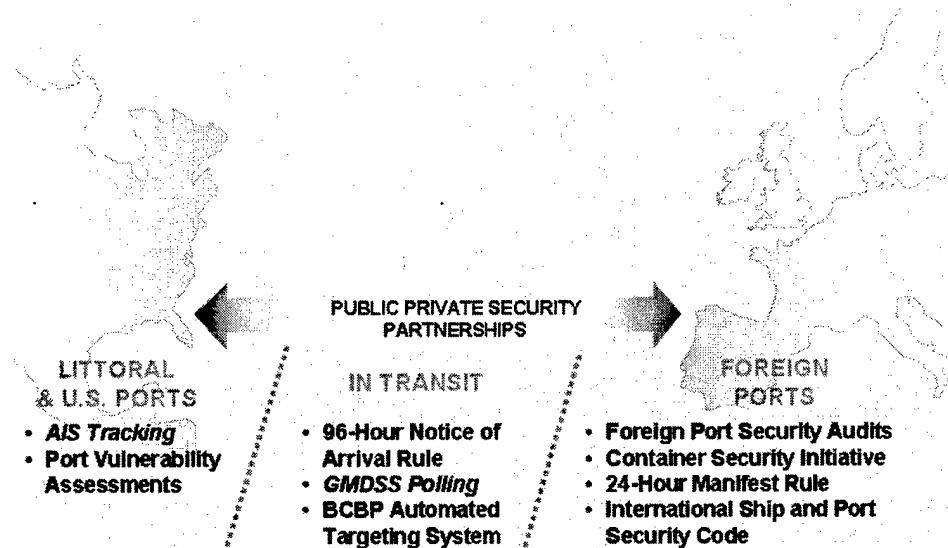 PUBLIC PRIVATE SECURITY
PARTNERSHIPS
LITTORAL
& U.S. PORTS
• AIS Tracking
• Port Vulnerability
Assessments
IN TRANSIT
• 96-Hour Notice of
Arrival Rule
• GMDSS Polling
• BCBP Automated
Targeting System
FOREIGN
PORTS
• Foreign Port Security Audits
• Container Security Initiative
• 24-Hour Manifest Rule
• International Ship and Port
Security Code